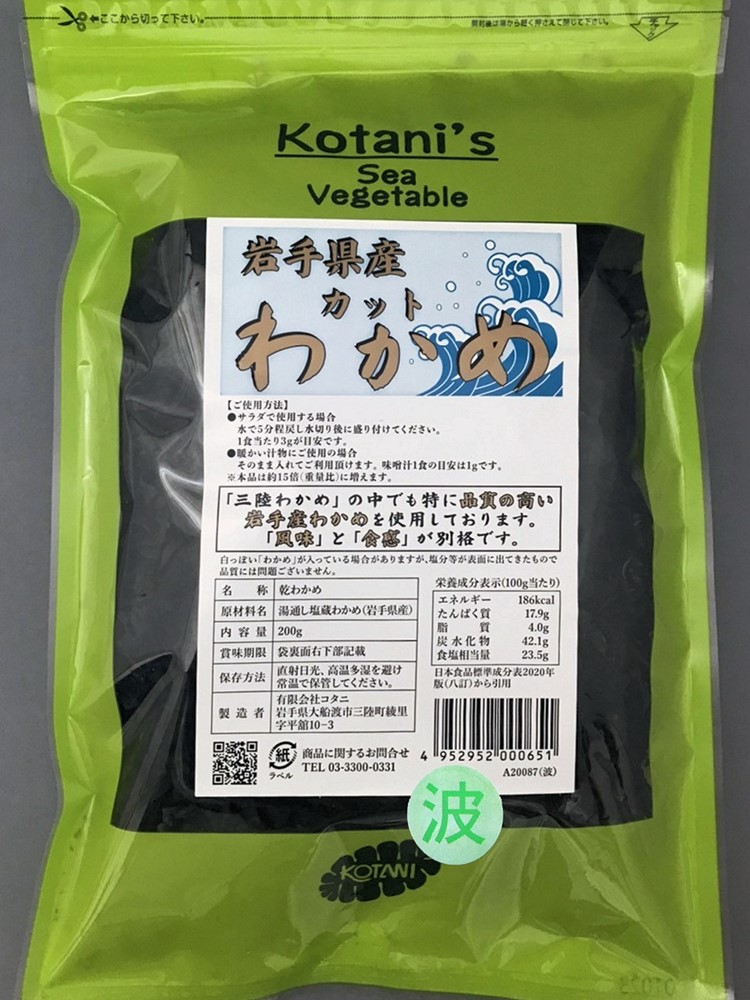 ←ここから切って下さい。
開封後は端から軽く押さえて閉じて下さい。
Kotani's
Sea
Vegetable
岩手県産
カット
わかめ
【ご使用方法】
●サラダで使用する場合
水で5分程戻し水切り後に盛り付けてください。
1食当たり3gが目安です。
●暖かい汁物にご使用の場合
そのまま入れてご利用頂けます。味噌汁1食の目安は1gです。
※本品は約15倍(重量比)に増えます。
「三陸わかめ」の中でも特に品質の高い
岩手産わかめを使用しております。
「風味」と「食感」が別格です。
白っぽい「わかめ」が入っている場合がありますが、塩分等が表面に出てきたもので
品質には問題ございません。
名称 乾わかめ
原材料名 湯通し塩蔵わかめ(岩手県産)
内容量 200g
賞味期限 袋裏面右下部記載
保存方法 直射日光、高温多湿を避け
常温で保管してください。
製造者 有限会社コタニ
岩手県大船渡市三陸町綾里
字平舘10-3
栄養成分表示(100g当たり)
エネルギー 186kcal
たんぱく質 17.9g
脂質 4.0g
炭水化物 42.1g
食塩相当量 23.5g
日本食品標準成分表2020年
版(八訂)から引用
紙
ラベル
商品に関するお問合せ
TEL 03-3300-0331
4 952952 000651
A20087(波)
波
KOTANI